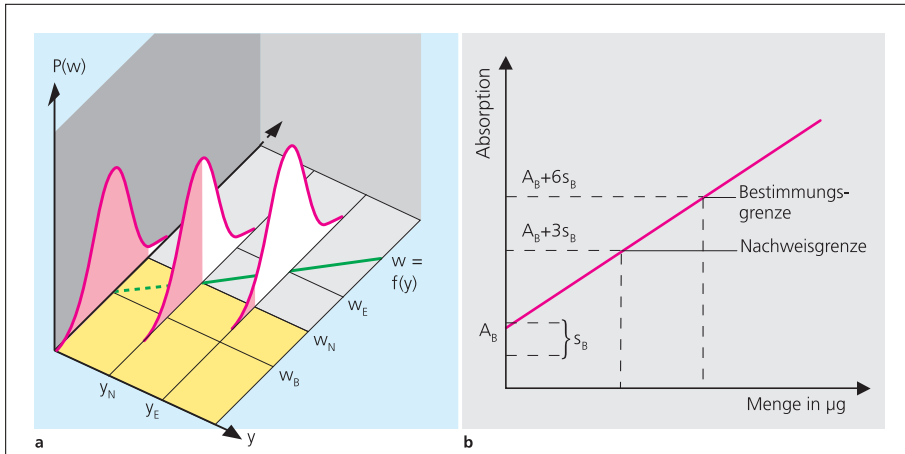 P(w)
w =
f(y)
w_E
w_N
w_B
y_N
y_E
y
a
Absorption
A_B+6s_B
Bestimmungs-
grenze
A_B+3s_B
Nachweisgrenze
A_B
s_B
Menge in µg
b